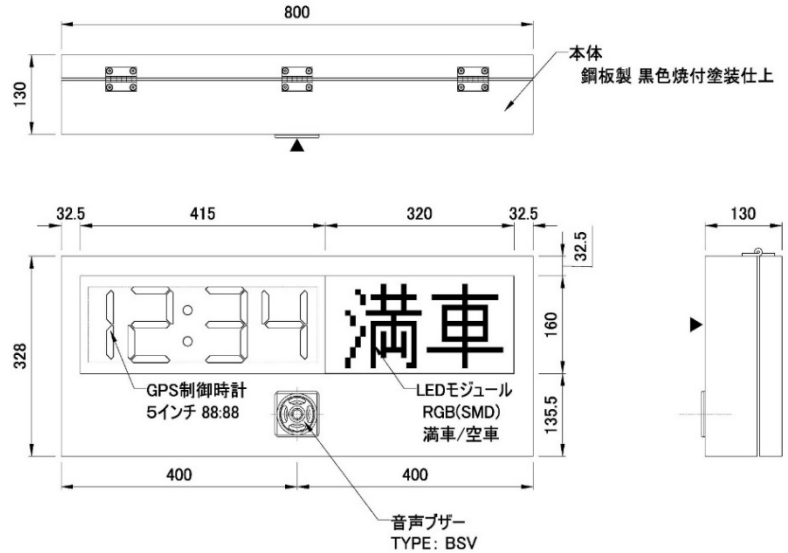 800
本体
鋼板製 黒色焼付塗装仕上
130
32.5
415
320
32.5
130
32.5
12:34
満車
160
328
GPS制御時計
5インチ 88:88
LEDモジュール
RGB(SMD)
満車/空車
135.5
400
400
音声ブザー
TYPE: BSV